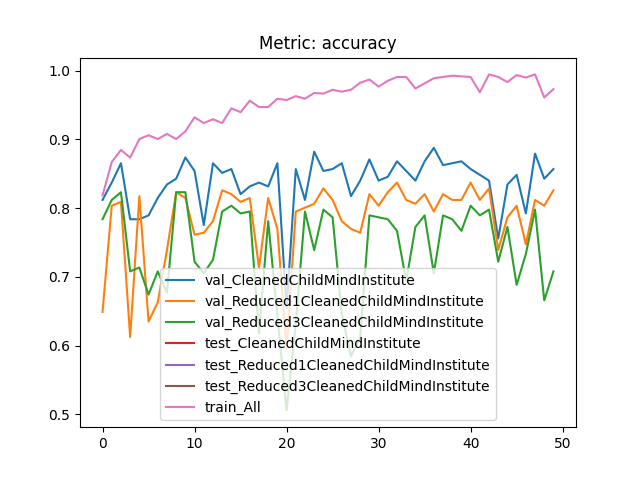 Metric: accuracy
1.0
0.9
0.8
0.7
0.6
0.5
val_CleanedChildMindInstitute
val_Reduced1CleanedChildMindInstitute
val_Reduced3CleanedChildMindInstitute
test_CleanedChildMindInstitute
test_Reduced1CleanedChildMindInstitute
test_Reduced3CleanedChildMindInstitute
train_All
0 10 20 30 40 50